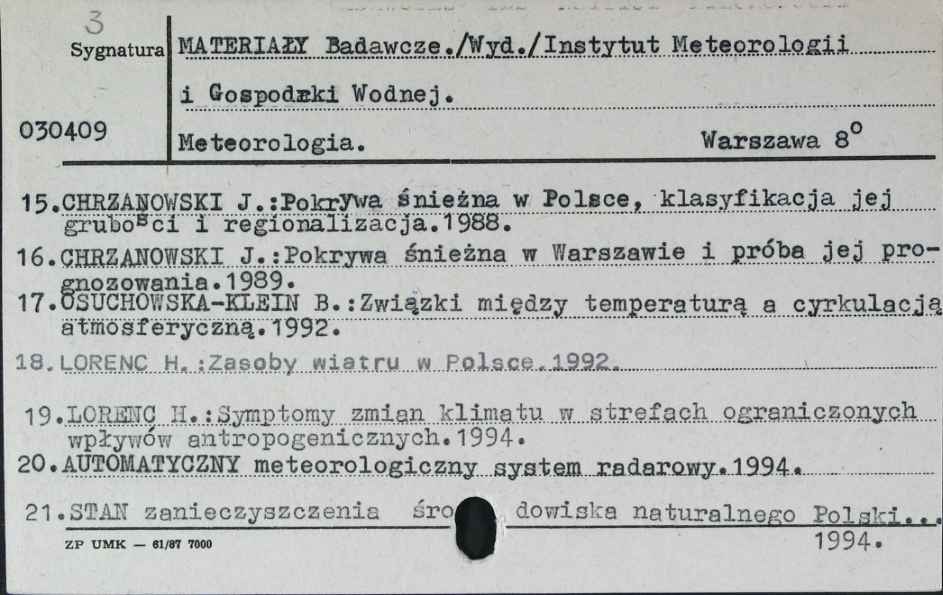 3
Sygnatura
MATERIAŁY Badawcze./Wyd./Instytut Meteorologii
i Gospodarki Wodnej.
030409
Meteorologia. Warszawa 8°
15.CHRZANOWSKI J.:Pokrywa śnieżna w Polsce, klasyfikacja jej
grubości i regionalizacja.1988.
16.CHRZANOWSKI J.:Pokrywa śnieżna w Warszawie i próba jej pro-
gnozowania.1989.
17.OSUCHOWSKA-KLEIN B.:Związki między temperaturą a cyrkulacją
atmosferyczną.1992.
18.LORENC H.:Zasoby wiatru w Polsce.1992.
19.LORENC H.:Symptomy zmian klimatu w strefach ograniczonych
wpływów antropogenicznych.1994.
20.AUTOMATYCZNY meteorologiczny system radarowy.1994.
21.STAN zanieczyszczenia środowiska naturalnego Polski...
1994.
ZP UMK — 61/87 7000